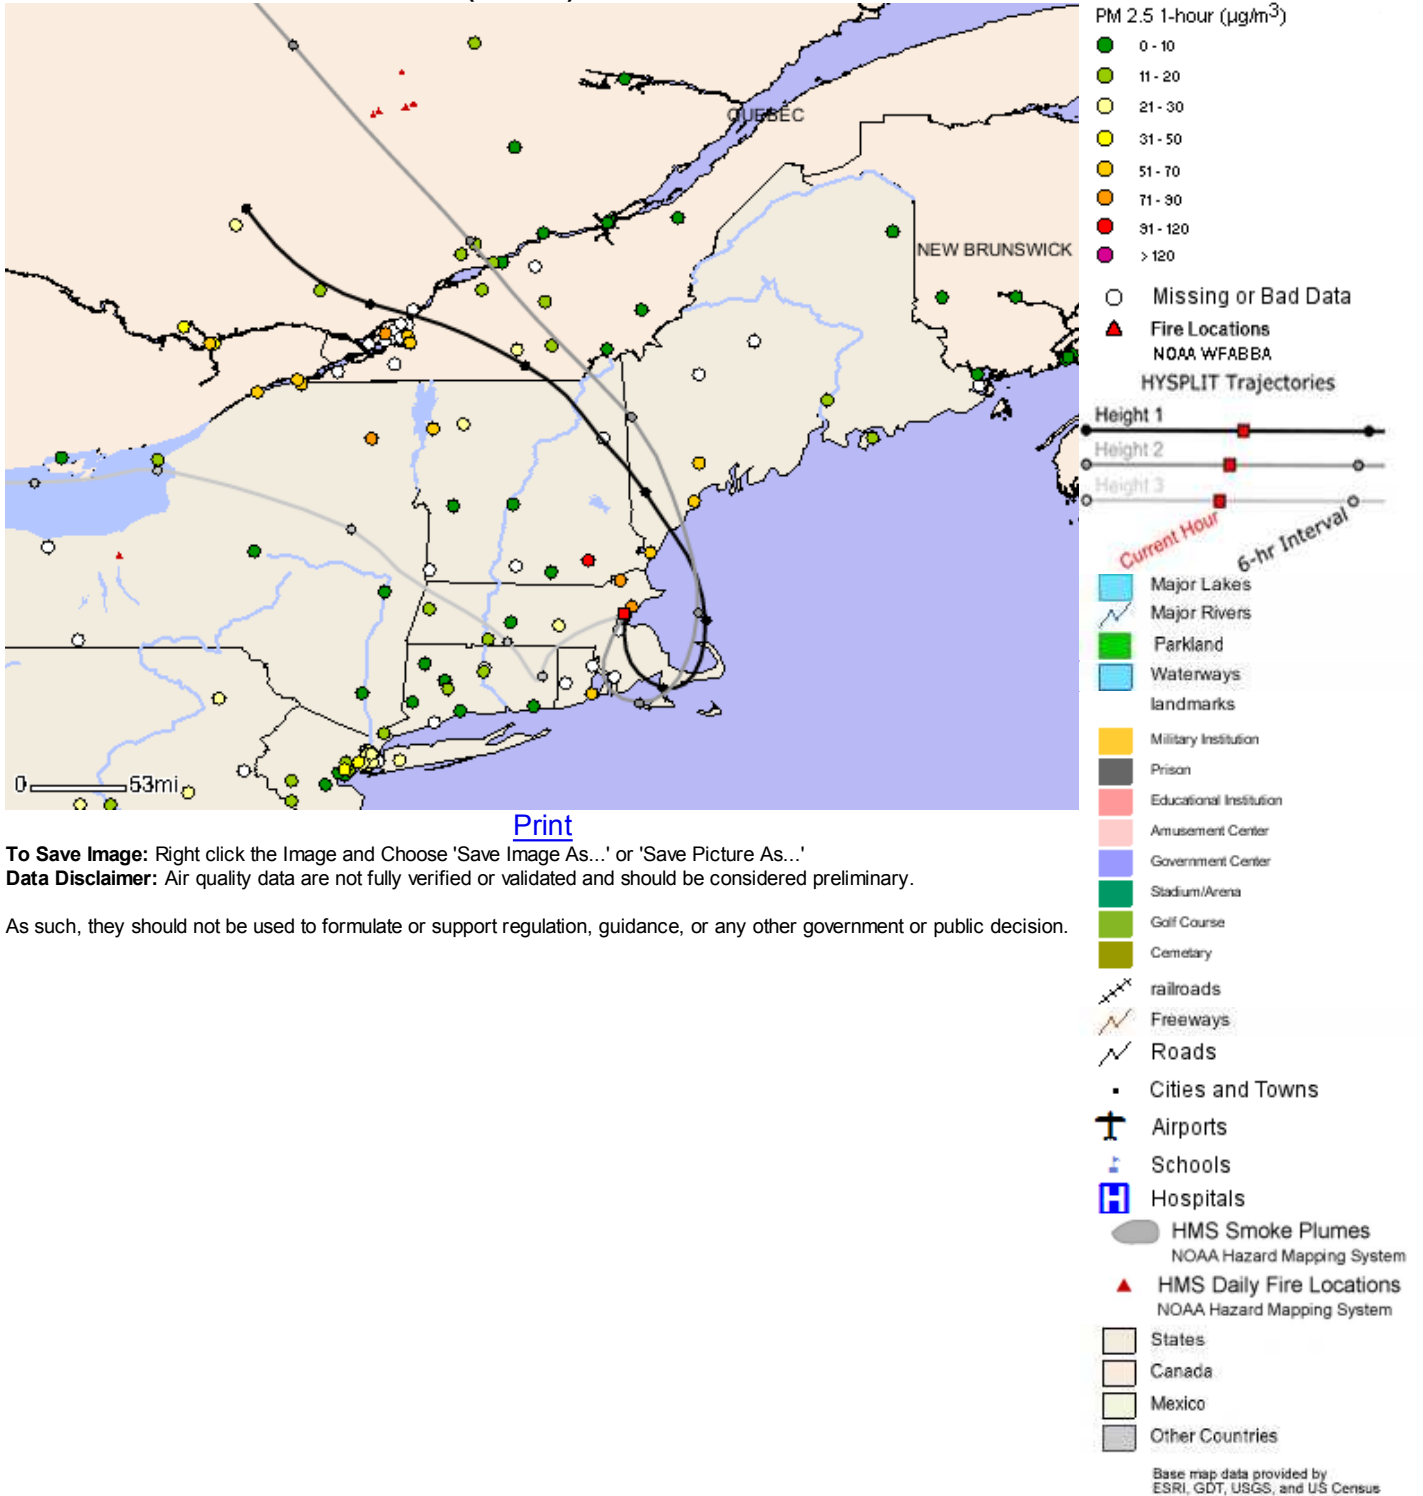 QUEBEC
NEW BRUNSWICK
0
53mi
Print
To Save Image: Right click the Image and Choose 'Save Image As...' or 'Save Picture As...'
Data Disclaimer: Air quality data are not fully verified or validated and should be considered preliminary.
As such, they should not be used to formulate or support regulation, guidance, or any other government or public decision.
PM 2.5 1-hour (µg/m3)
0 - 10
11 - 20
21 - 30
31 - 50
51 - 70
71 - 90
91 - 120
> 120
Missing or Bad Data
Fire Locations
NOAA WFABBA
HYSPLIT Trajectories
Height 1
Height 2
Height 3
Current Hour
6-hr Interval
Major Lakes
Major Rivers
Parkland
Waterways
landmarks
Military Institution
Prison
Educational Institution
Amusement Center
Government Center
Stadium/Arena
Golf Course
Cemetary
railroads
Freeways
Roads
Cities and Towns
Airports
Schools
H
Hospitals
HMS Smoke Plumes
NOAA Hazard Mapping System
HMS Daily Fire Locations
NOAA Hazard Mapping System
States
Canada
Mexico
Other Countries
Base map data provided by
ESRI, GDT, USGS, and US Census